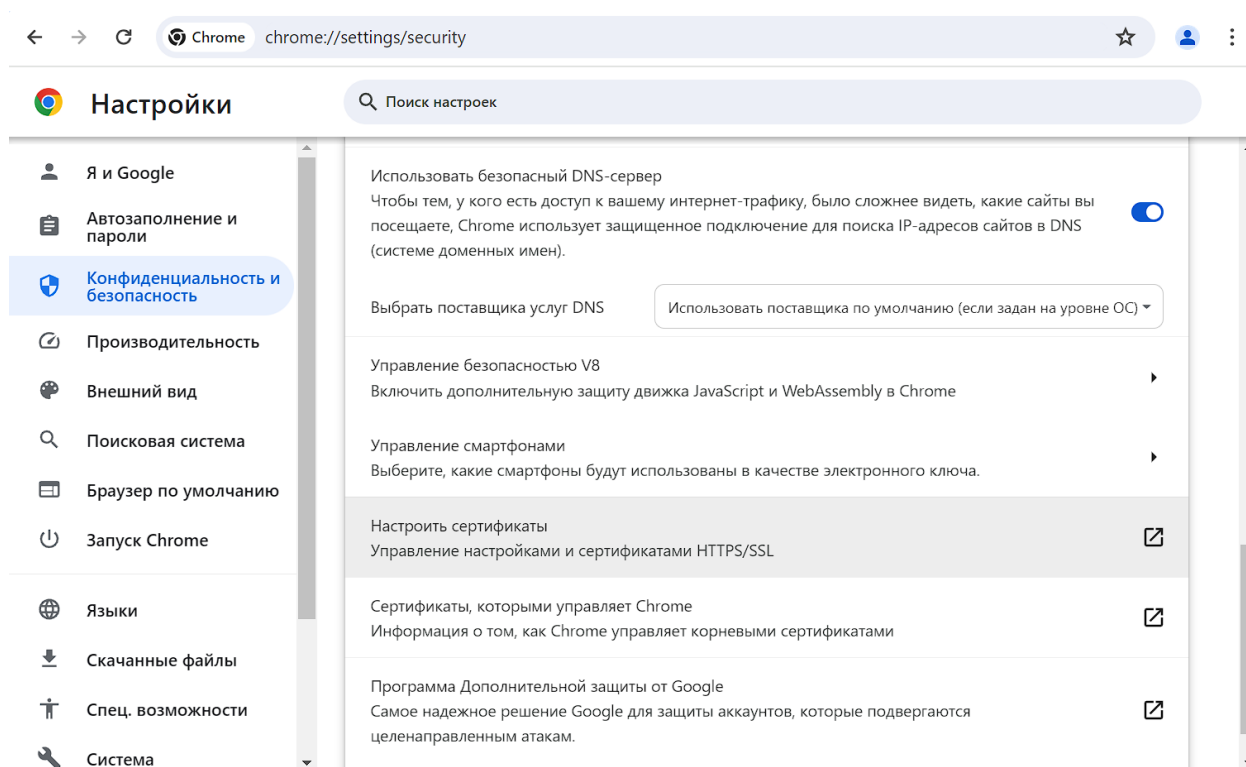 Chrome
chrome://settings/security
Настройки
Поиск настроек
Я и Google
Автозаполнение и
пароли
Конфиденциальность и
безопасность
Производительность
Внешний вид
Поисковая система
Браузер по умолчанию
Запуск Chrome
Языки
Скачанные файлы
Спец. возможности
Система
Использовать безопасный DNS-сервер
Чтобы тем, у кого есть доступ к вашему интернет-трафику, было сложнее видеть, какие сайты вы
посещаете, Chrome использует защищенное подключение для поиска IP-адресов сайтов в DNS
(системе доменных имен).
Выбрать поставщика услуг DNS
Использовать поставщика по умолчанию (если задан на уровне ОС)
Управление безопасностью V8
Включить дополнительную защиту движка JavaScript и WebAssembly в Chrome
Управление смартфонами
Выберите, какие смартфоны будут использованы в качестве электронного ключа.
Настроить сертификаты
Управление настройками и сертификатами HTTPS/SSL
Сертификаты, которыми управляет Chrome
Информация о том, как Chrome управляет корневыми сертификатами
Программа Дополнительной защиты от Google
Самое надежное решение Google для защиты аккаунтов, которые подвергаются
целенаправленным атакам.